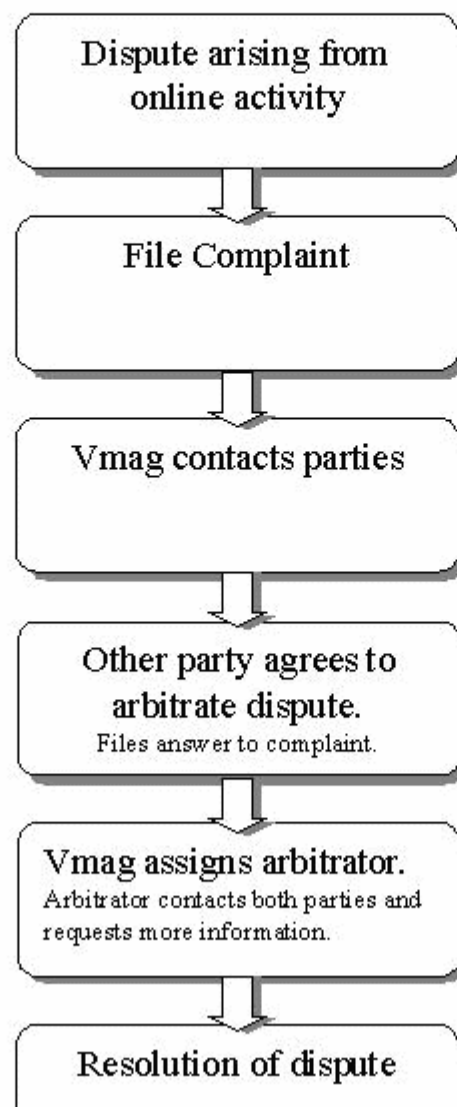 Dispute arising from
online activity
File Complaint
Vmag contacts parties
Other party agrees to
arbitrate dispute.
Files answer to complaint.
Vmag assigns arbitrator.
Arbitrator contacts both parties and
requests more information.
Resolution of dispute